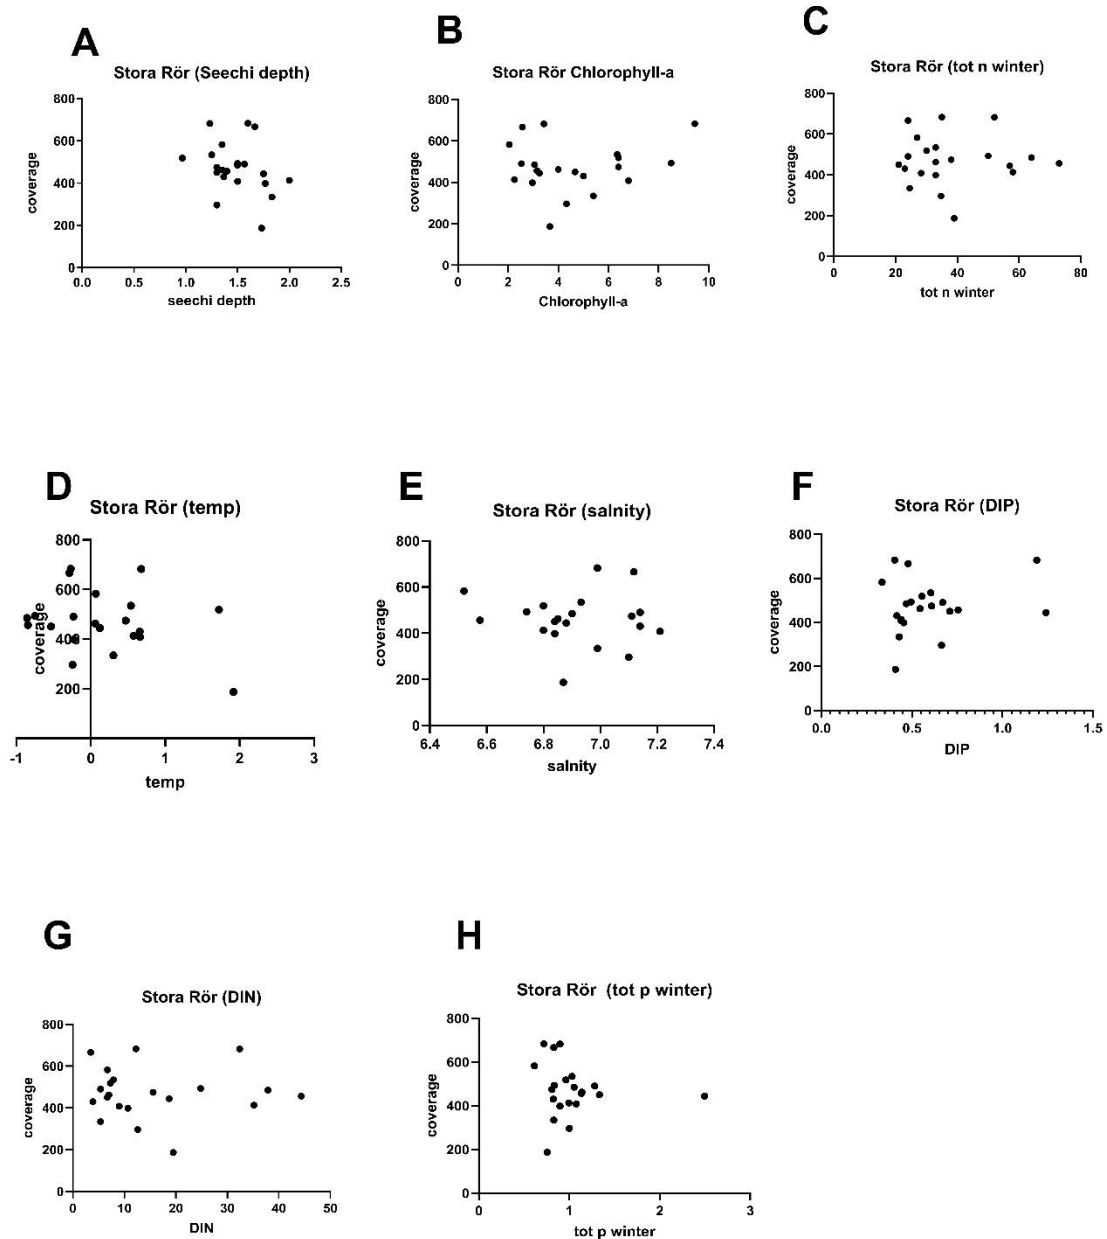 A
Stora Rör (Seechi depth)
800
600
400
200
0
coverage
0.0 0.5 1.0 1.5 2.0 2.5
seechi depth
B
Stora Rör Chlorophyll-a
800
600
400
200
0
coverage
0 2 4 6 8 10
Chlorophyll-a
C
Stora Rör (tot n winter)
800
600
400
200
0
coverage
0 20 40 60 80
tot n winter
D
Stora Rör (temp)
800
600
400
200
coverage
-1 0 1 2 3
temp
E
Stora Rör (salnity)
800
600
400
200
0
coverage
6.4 6.6 6.8 7.0 7.2 7.4
salnity
F
Stora Rör (DIP)
800
600
400
200
0
coverage
0.0 0.5 1.0 1.5
DIP
G
Stora Rör (DIN)
800
600
400
200
0
coverage
0 10 20 30 40 50
DIN
H
Stora Rör (tot p winter)
800
600
400
200
0
coverage
0 1 2 3
tot p winter